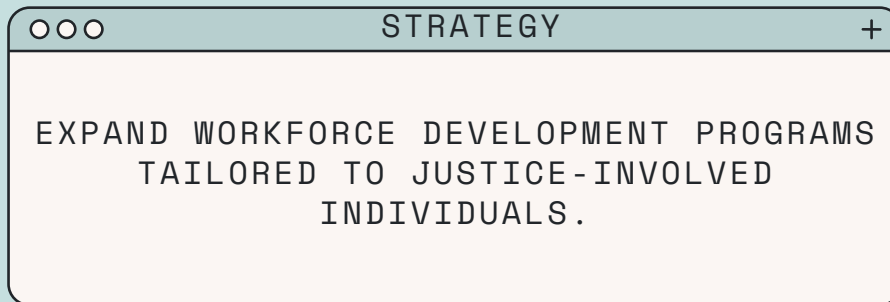 STRATEGY
EXPAND WORKFORCE DEVELOPMENT PROGRAMS
TAILORED TO JUSTICE-INVOLVED
INDIVIDUALS.